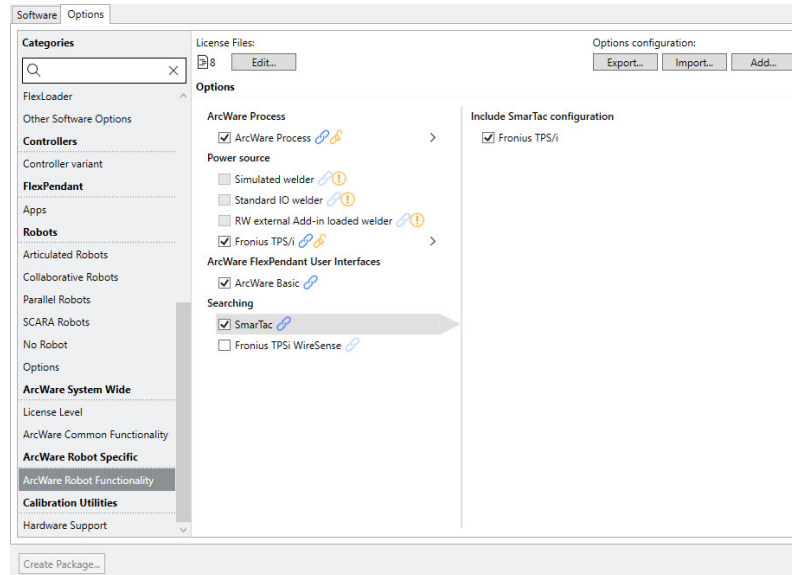 Software Options
Categories
FlexLoader
Other Software Options
Controllers
Controller variant
FlexPendant
Apps
Robots
Articulated Robots
Collaborative Robots
Parallel Robots
SCARA Robots
No Robot
Options
ArcWare System Wide
License Level
ArcWare Common Functionality
ArcWare Robot Specific
ArcWare Robot Functionality
Calibration Utilities
Hardware Support
License Files:
8 Edit...
Options configuration:
Export... Import... Add...
Options
ArcWare Process
ArcWare Process
Power source
Simulated welder
Standard IO welder
RW external Add-in loaded welder
Fronius TPS/i
ArcWare FlexPendant User Interfaces
ArcWare Basic
Searching
SmarTac
Fronius TPSi WireSense
Include SmarTac configuration
Fronius TPS/i
Create Package...